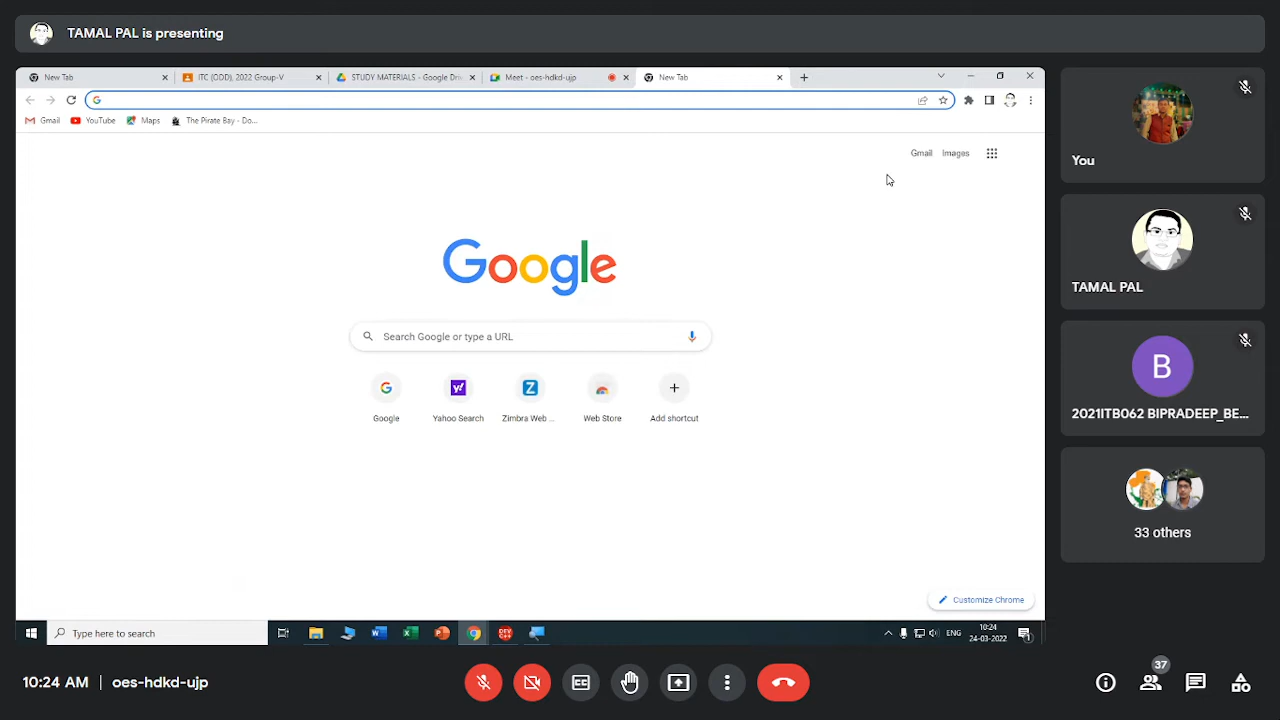 TAMAL PAL is presenting
New Tab
ITC (ODD), 2022 Group-V
STUDY MATERIALS - Google Dri
Meet - oes-hdkd-ujp
New Tab
Gmail
YouTube
Maps
The Pirate Bay - Do...
Gmail
Images
You
Google
TAMAL PAL
Search Google or type a URL
B
2021ITB062 BIPRADEEP_BE...
Google
Yahoo Search
Zimbra Web ...
Web Store
Add shortcut
33 others
Customize Chrome
Type here to search
ENG
10:24
24-03-2022
10:24 AM | oes-hdkd-ujp
37